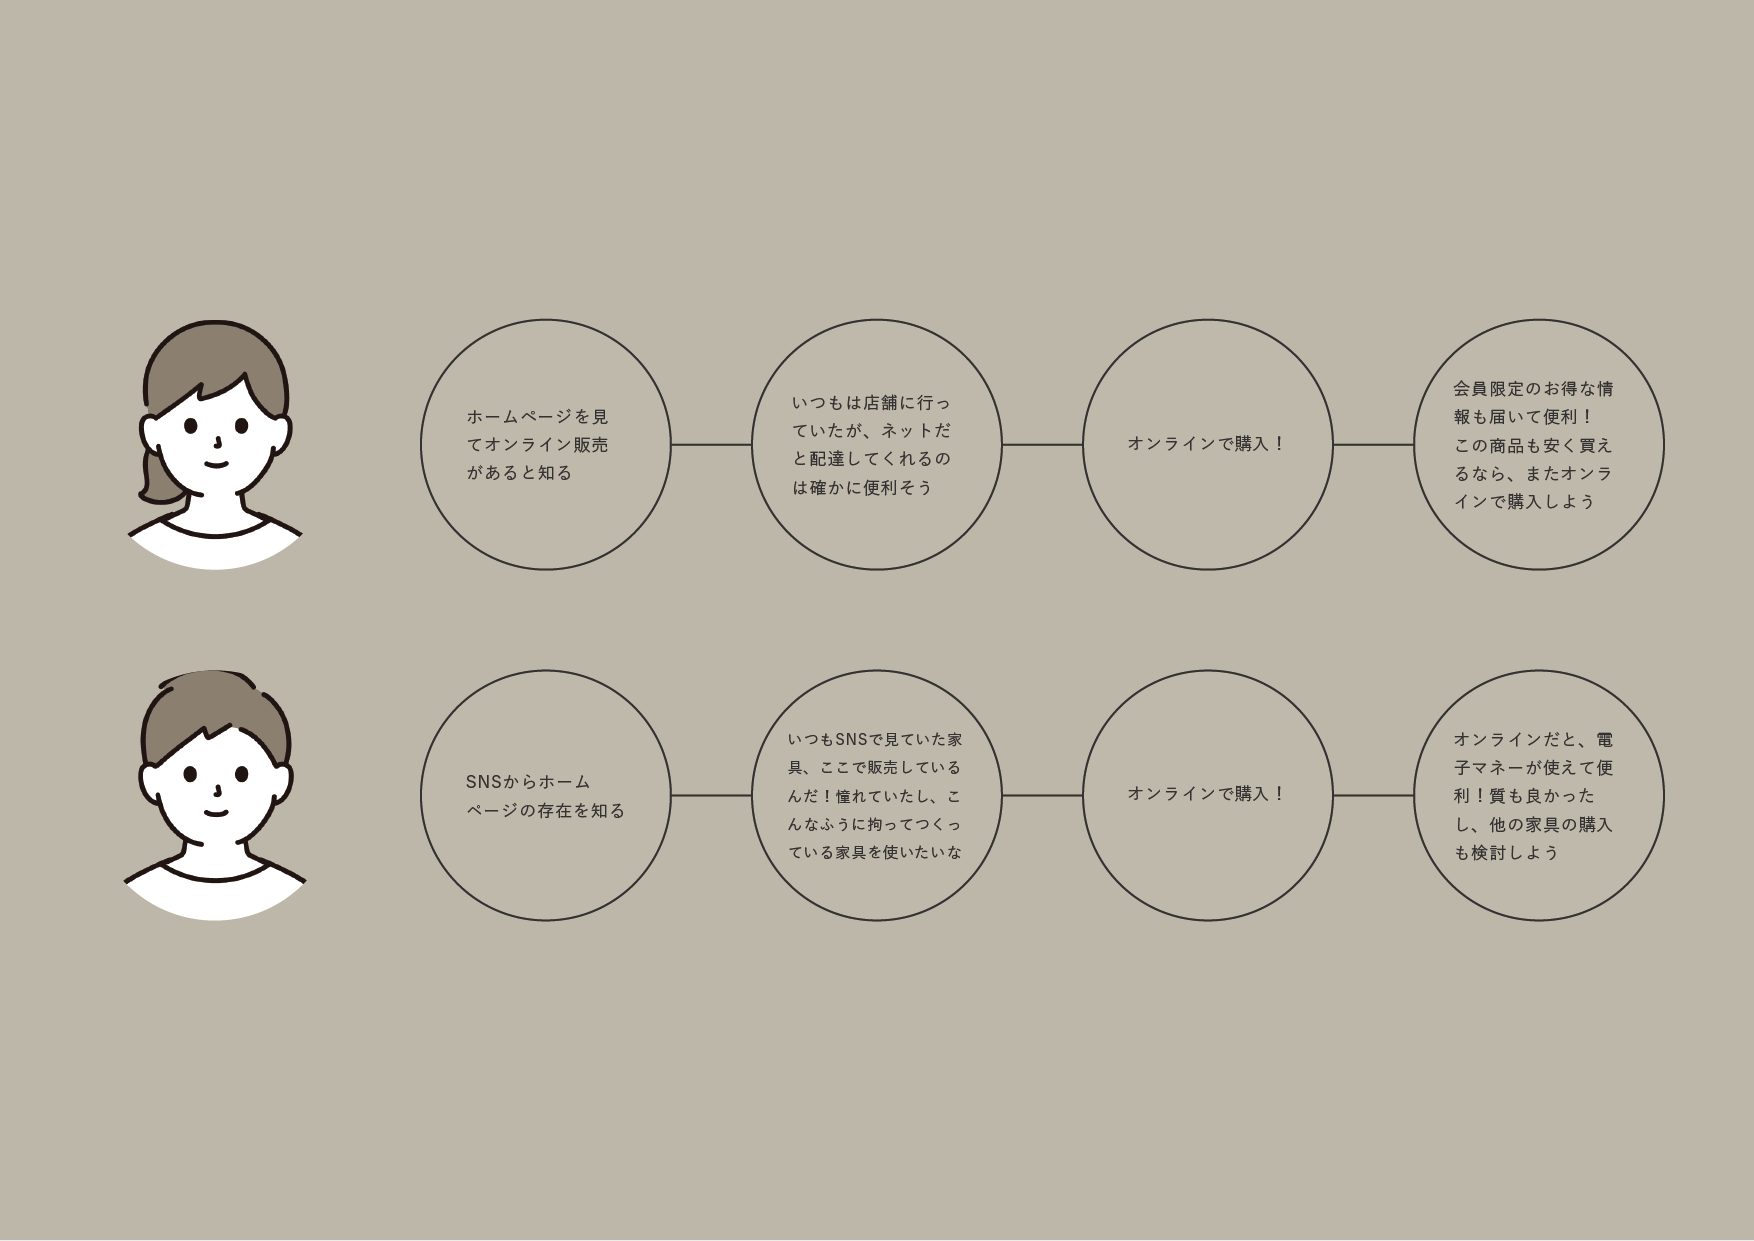 ホームページを見
てオンライン販売
があると知る
いつもは店舗に行っ
ていたが、ネットだ
と配達してくれるの
は確かに便利そう
オンラインで購入！
会員限定のお得な情
報も届いて便利！
この商品も安く買え
るなら、またオンラ
インで購入しよう
SNSからホーム
ページの存在を知る
いつもSNSで見ていた家
具、ここで販売している
んだ！憧れていたし、こ
んなふうに拘ってつくっ
ている家具を使いたいな
オンラインで購入！
オンラインだと、電
子マネーが使えて便
利！質も良かった
し、他の家具の購入
も検討しよう